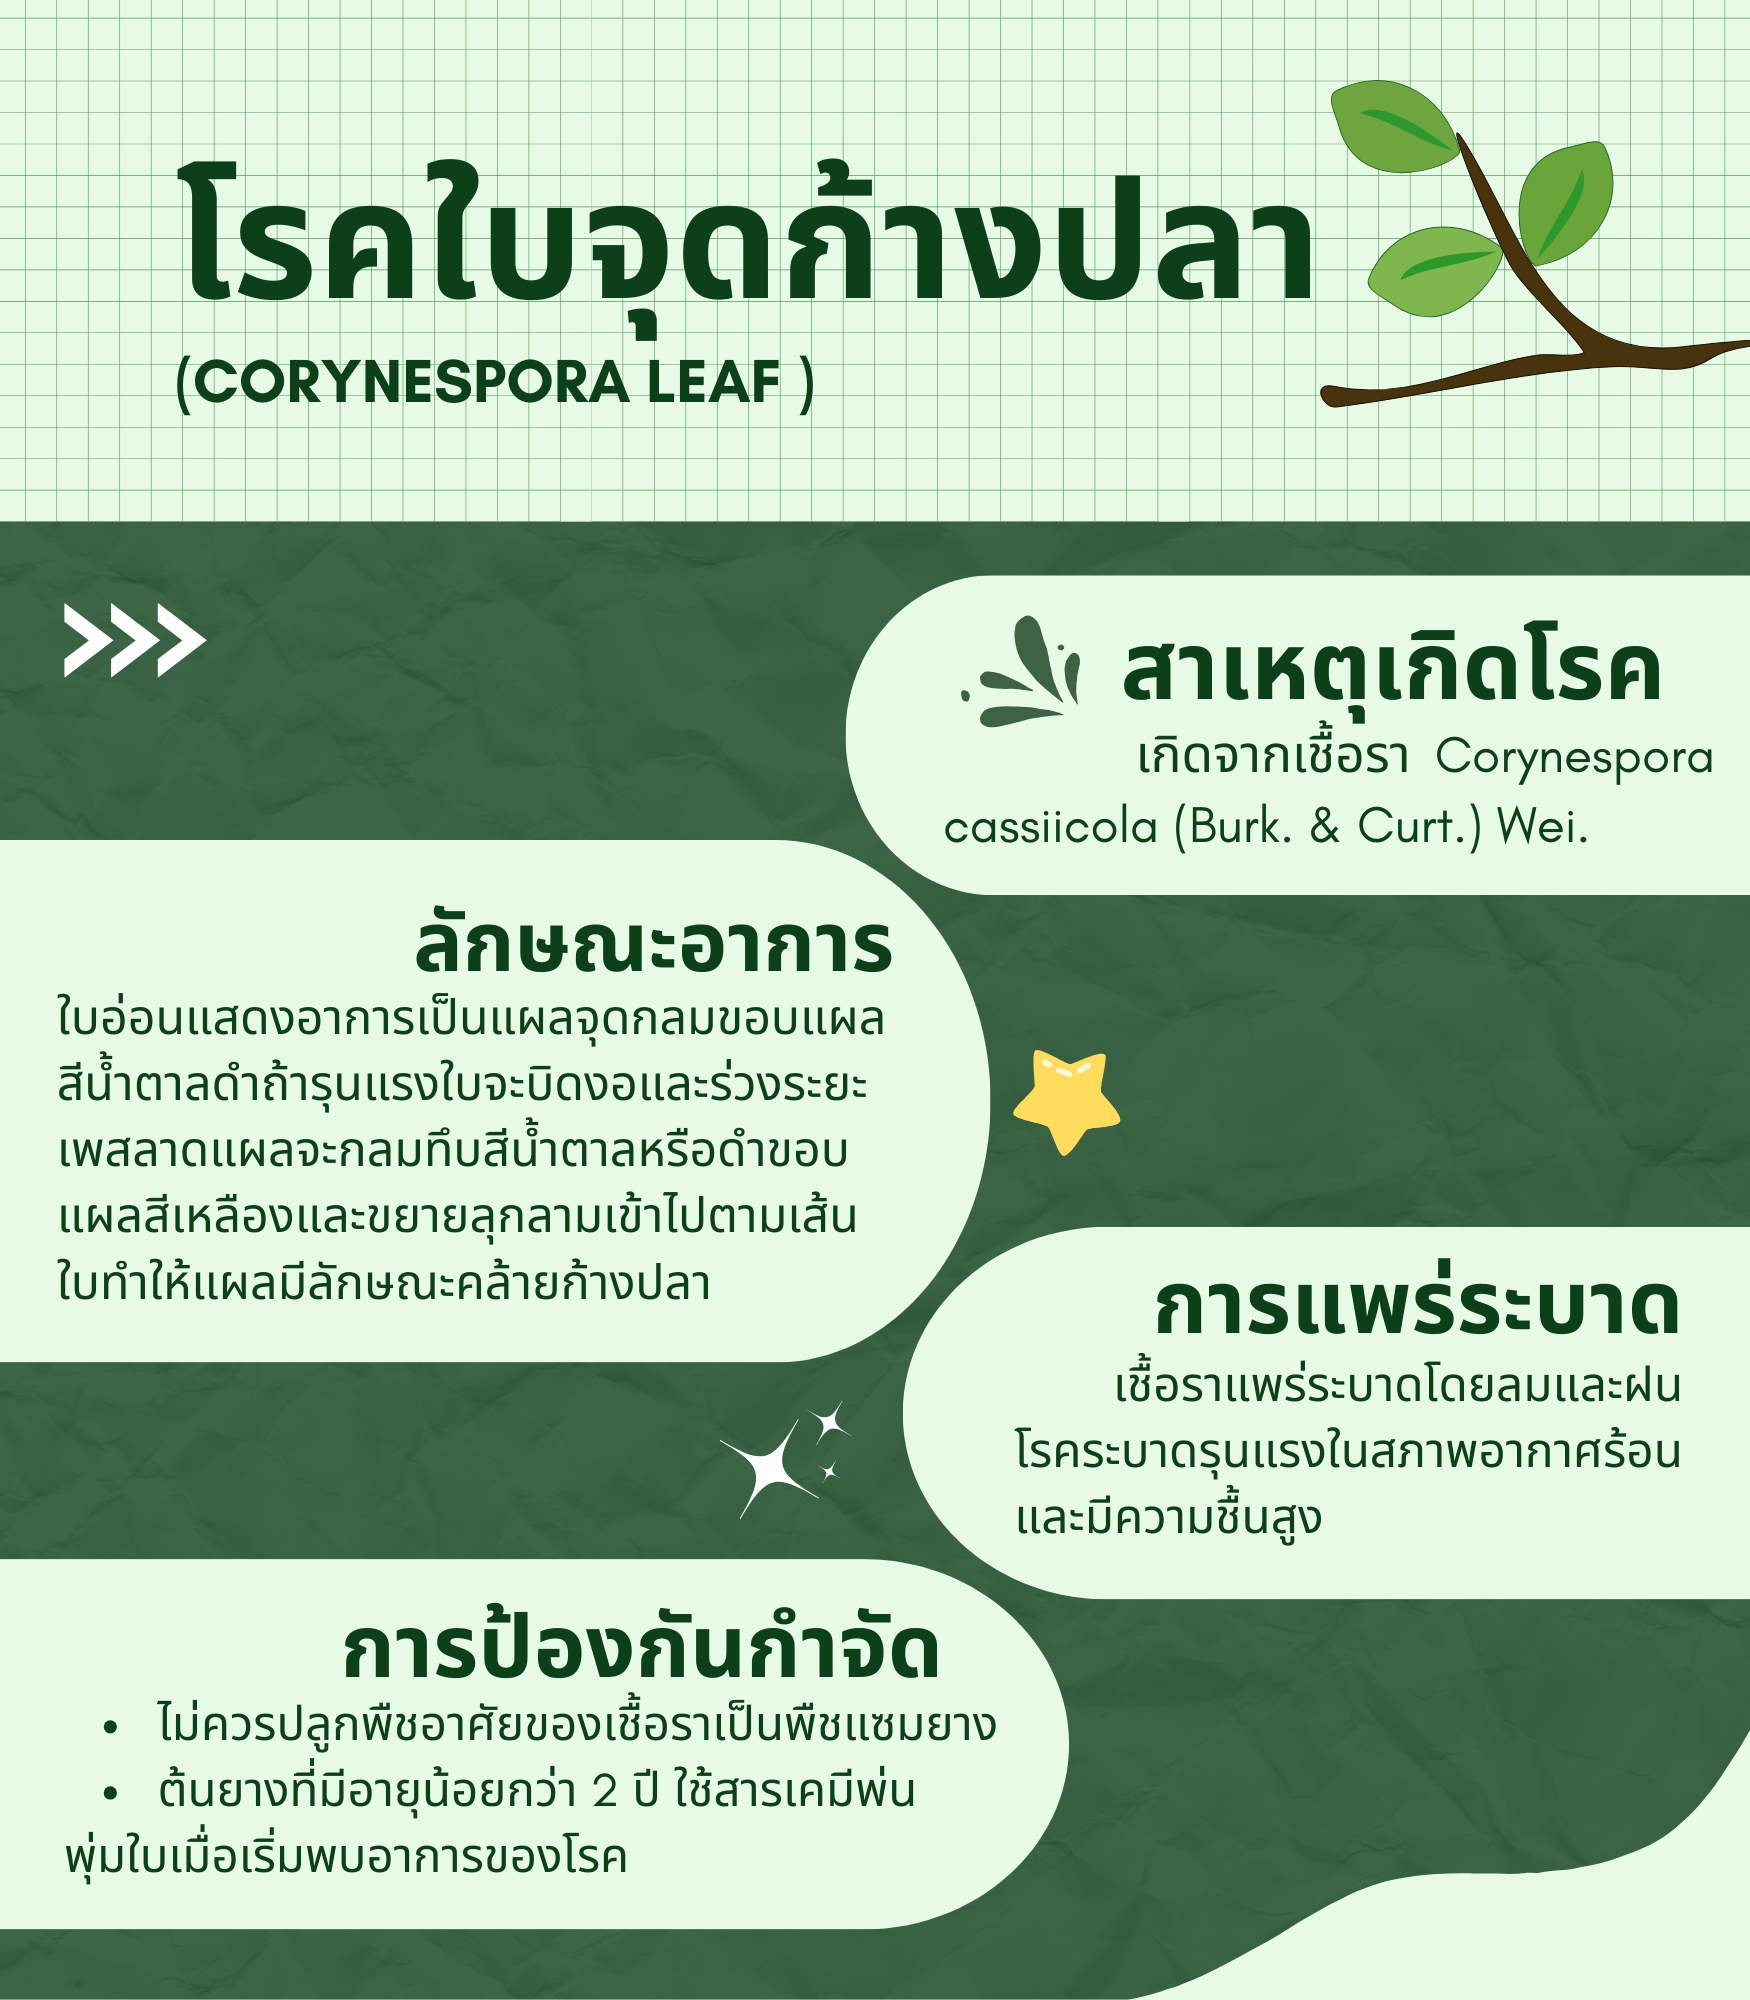 โรคใบจุดก้างปลา
(CORYNESPORA LEAF )
สาเหตุเกิดโรค
เกิดจากเชื้อรา Corynespora
cassiicola (Burk. & Curt.) Wei.
ลักษณะอาการ
ใบอ่อนแสดงอาการเป็นแผลจุดกลมขอบแผล
สีน้ำตาลดำถ้ารุนแรงใบจะบิดงอและร่วงระยะ
เพสลาดแผลจะกลมทึบสีน้ำตาลหรือดำขอบ
แผลสีเหลืองและขยายลุกลามเข้าไปตามเส้น
ใบทำให้แผลมีลักษณะคล้ายก้างปลา
การแพร่ระบาด
เชื้อราแพร่ระบาดโดยลมและฝน
โรคระบาดรุนแรงในสภาพอากาศร้อน
และมีความชื้นสูง
การป้องกันกำจัด
• ไม่ควรปลูกพืชอาศัยของเชื้อราเป็นพืชแซมยาง
• ต้นยางที่มีอายุน้อยกว่า 2 ปี ใช้สารเคมีพ่น
พุ่มใบเมื่อเริ่มพบอาการของโรค